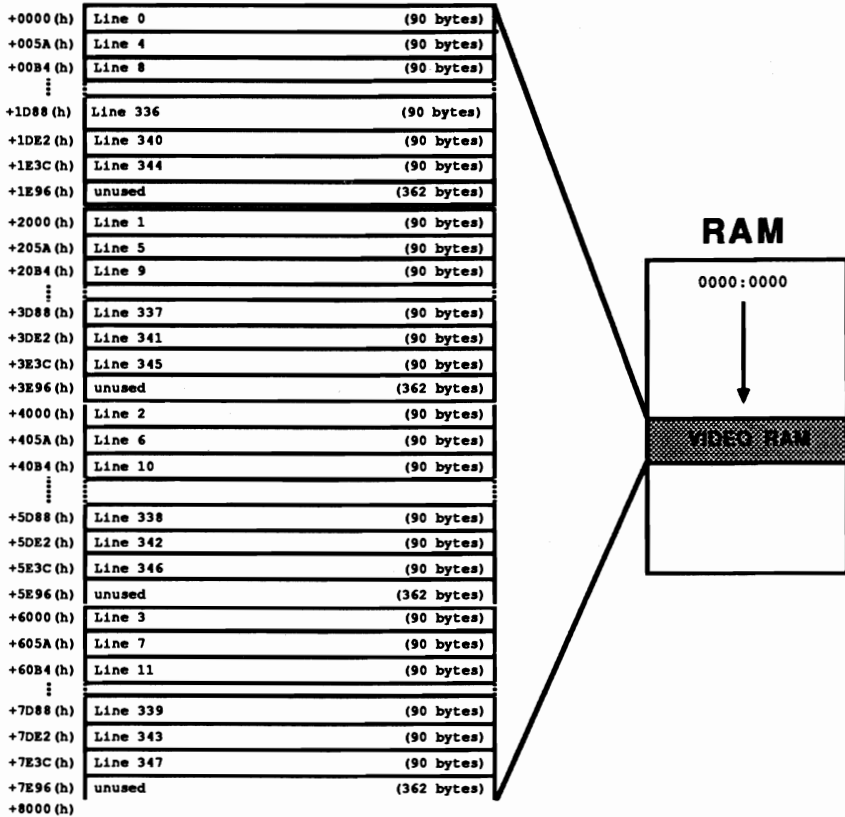 +0000(h) Line 0 (90 bytes)
+005A(h) Line 4 (90 bytes)
+00B4(h) Line 8 (90 bytes)
+1D88(h) Line 336 (90 bytes)
+1DE2(h) Line 340 (90 bytes)
+1E3C(h) Line 344 (90 bytes)
+1E96(h) unused (362 bytes)
+2000(h) Line 1 (90 bytes)
+205A(h) Line 5 (90 bytes)
+20B4(h) Line 9 (90 bytes)
+3D88(h) Line 337 (90 bytes)
+3DE2(h) Line 341 (90 bytes)
+3E3C(h) Line 345 (90 bytes)
+3E96(h) unused (362 bytes)
+4000(h) Line 2 (90 bytes)
+405A(h) Line 6 (90 bytes)
+40B4(h) Line 10 (90 bytes)
+5D88(h) Line 338 (90 bytes)
+5DE2(h) Line 342 (90 bytes)
+5E3C(h) Line 346 (90 bytes)
+5E96(h) unused (362 bytes)
+6000(h) Line 3 (90 bytes)
+605A(h) Line 7 (90 bytes)
+60B4(h) Line 11 (90 bytes)
+7D88(h) Line 339 (90 bytes)
+7DE2(h) Line 343 (90 bytes)
+7E3C(h) Line 347 (90 bytes)
+7E96(h) unused (362 bytes)
+8000(h)
RAM
0000:0000
VIDEO RAM